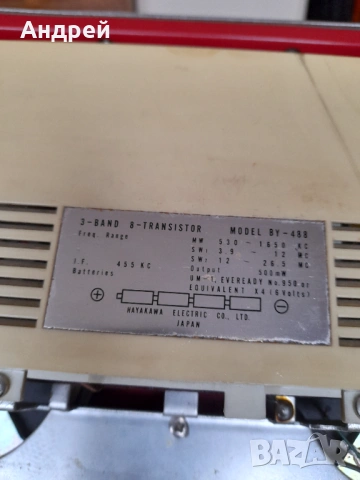 Андрей
3-BAND 8-TRANSISTOR MODEL BY-488
Freq. Range MW 530 - 1650 KC
SW1 3.9 - 12 MC
SW2 12 - 26.5 MC
I.F. 455 KC Output 500mW
Batteries UM-1, EVEREADY No.950 or
EQUIVALENT X4 (6 Volts)
HAYAKAWA ELECTRIC CO., LTD.
JAPAN
BAZAR